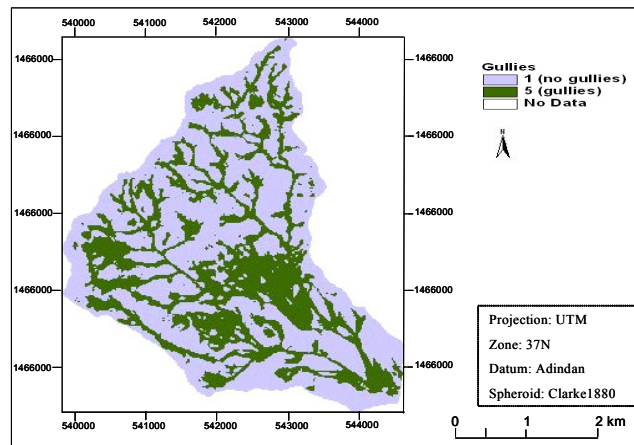 540000 541000 542000 543000 544000
1466000 1466000
1466000 1466000
1466000 1466000
1466000 1466000
1466000 1466000
540000 541000 542000 543000 544000
Gullies
1 (no gullies)
5 (gullies)
No Data
N
Projection: UTM
Zone: 37N
Datum: Adindan
Spheroid: Clarke1880
0 1 2 km